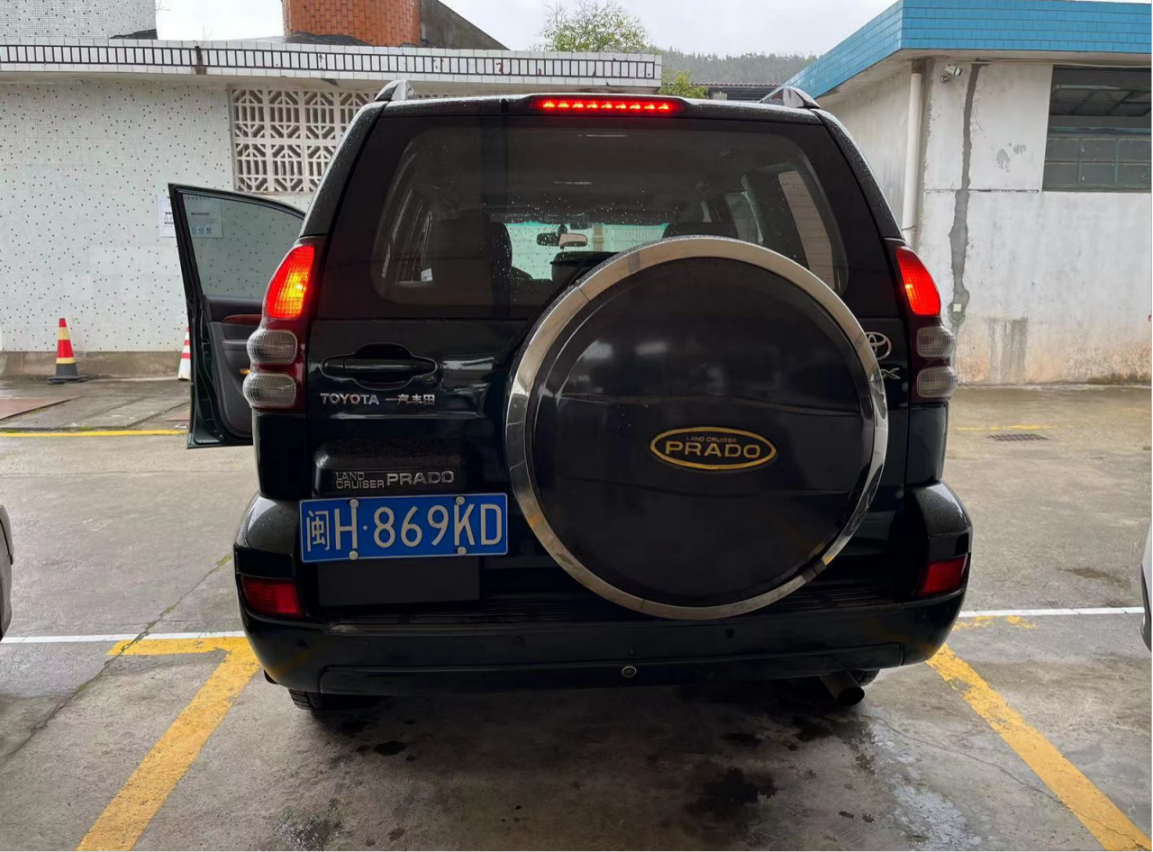 TOYOTA 一汽丰田
LAND
CRUISER PRADO
闽H·869KD
LAND CRUISER
PRADO